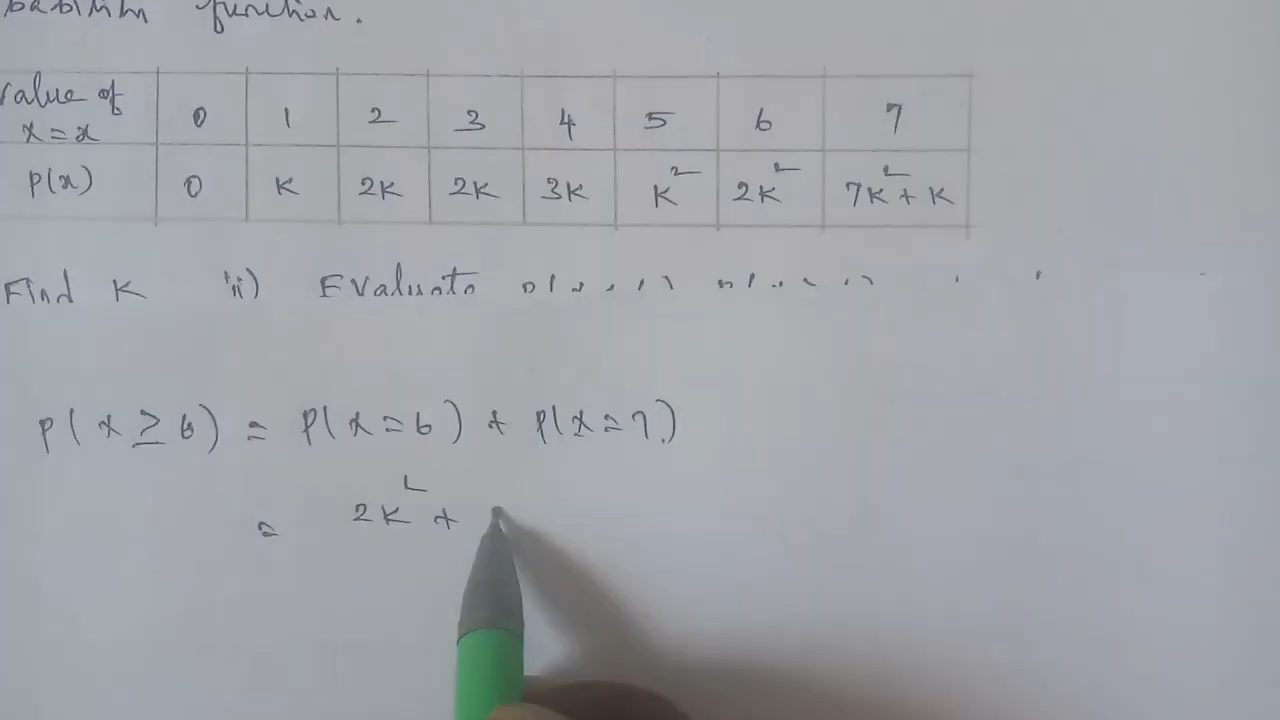 function.
Value of x=x 0 1 2 3 4 5 6 7
P(x) 0 K 2K 2K 3K K² 2K² 7K²+K
Find K ii) Evaluate
P(x ≥ 6) = P(x=6) + P(x=7)
= 2K² +